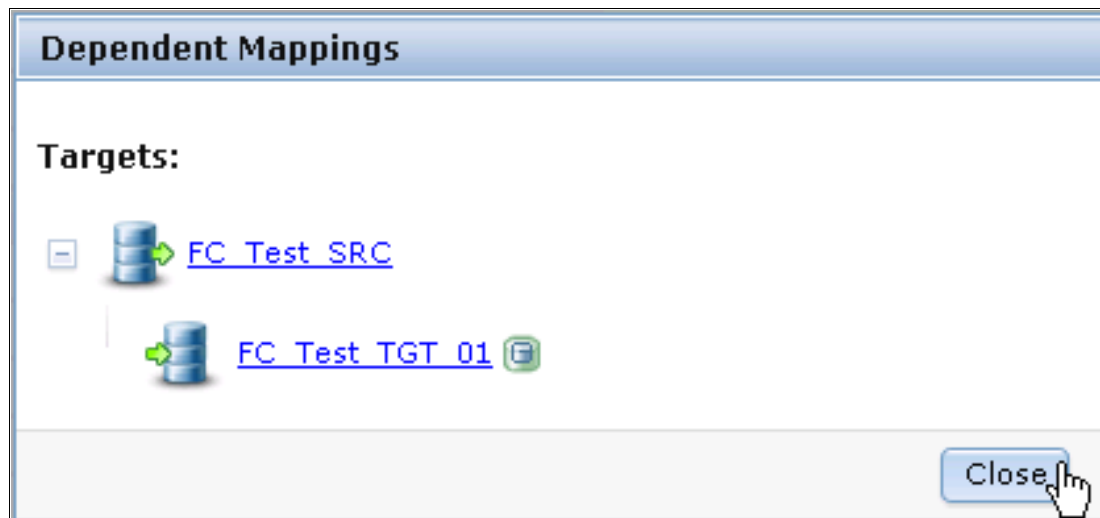 Dependent Mappings
Targets:
FC_Test_SRC
FC_Test_TGT_01
Close